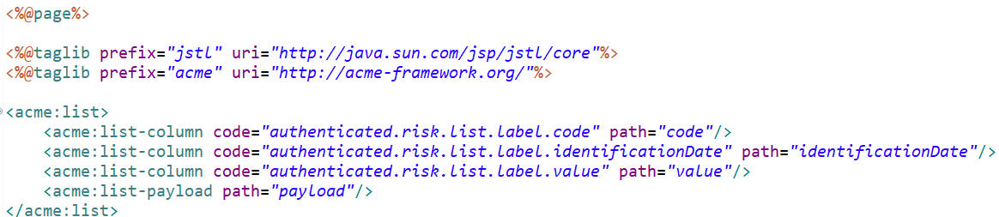 <%@page%>
<%@taglib prefix="jstl" uri="http://java.sun.com/jsp/jstl/core"%>
<%@taglib prefix="acme" uri="http://acme-framework.org/"%>
<acme:list>
<acme:list-column code="authenticated.risk.list.label.code" path="code"/>
<acme:list-column code="authenticated.risk.list.label.identificationDate" path="identificationDate"/>
<acme:list-column code="authenticated.risk.list.label.value" path="value"/>
<acme:list-payload path="payload"/>
</acme:list>